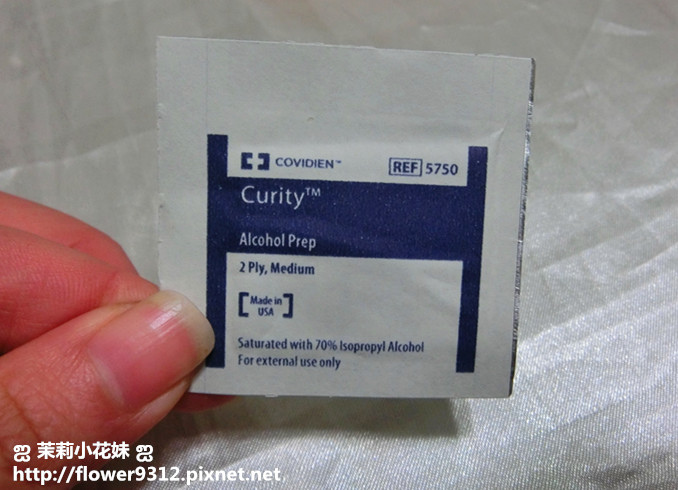 COVIDIEN™
REF 5750
Curity™
Alcohol Prep
2 Ply, Medium
Made in
USA
Saturated with 70% Isopropyl Alcohol
For external use only
ஐ 茉莉小花妹 ஐ
http://flower9312.pixnet.net